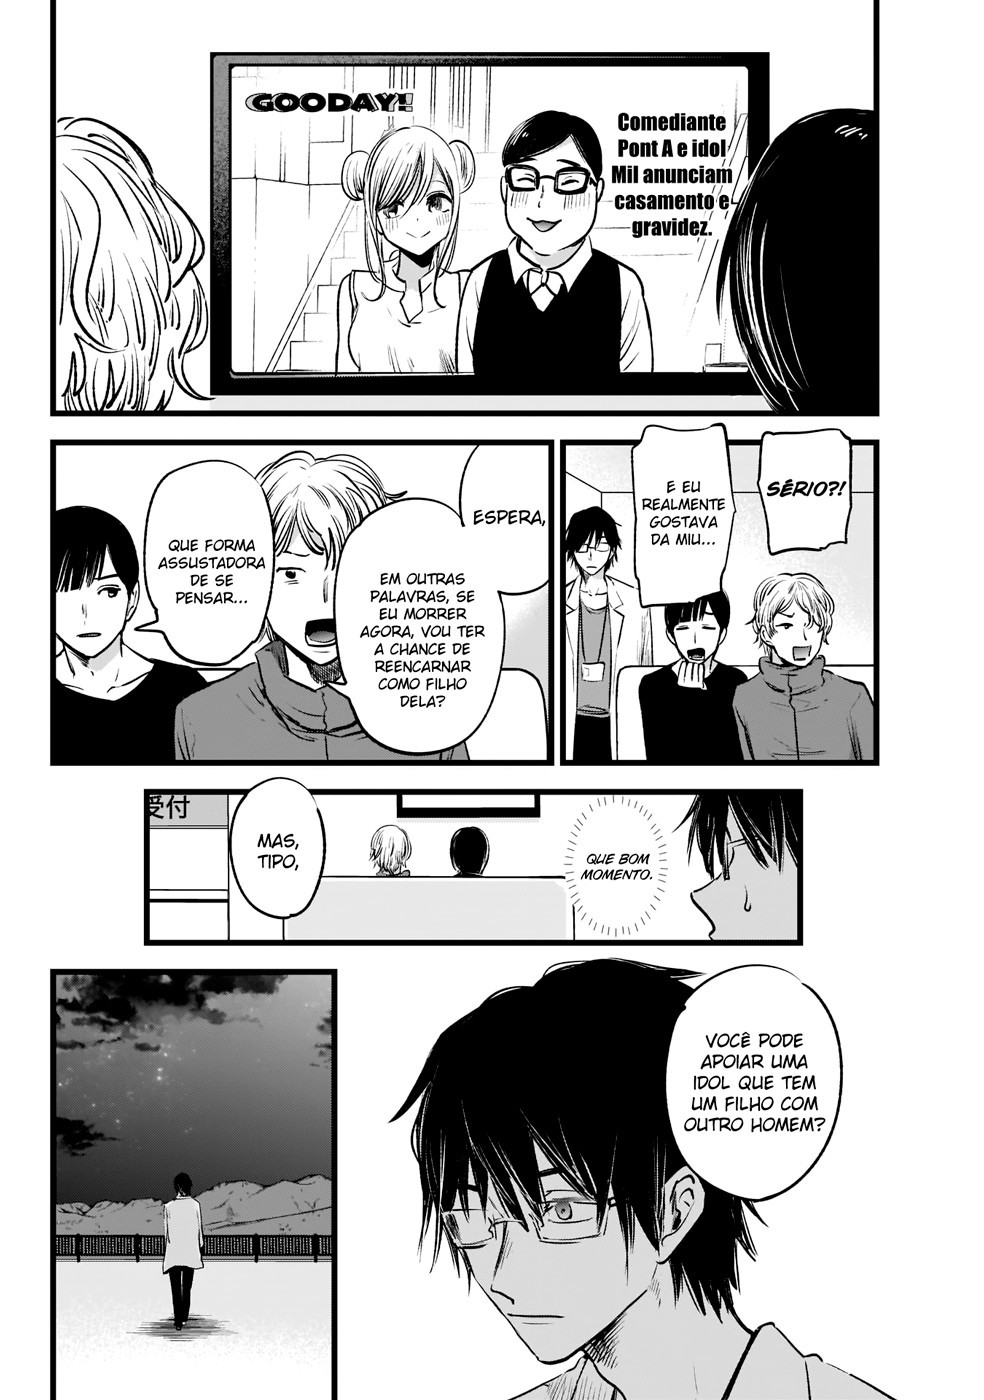 GOODAY!!
Comediante
Pont A e idol
Mil anunciam
casamento e
gravidez.
SÉRIO?!
E EU
REALMENTE
GOSTAVA
DA MIU...
ESPERA,
EM OUTRAS
PALAVRAS, SE
EU MORRER
AGORA, VOU TER
A CHANCE DE
REENCARNAR
COMO FILHO
DELA?
QUE FORMA
ASSUSTADORA
DE SE
PENSAR...
QUE BOM
MOMENTO.
MAS,
TIPO,
受付
VOCÊ PODE
APOIAR UMA
IDOL QUE TEM
UM FILHO COM
OUTRO HOMEM?